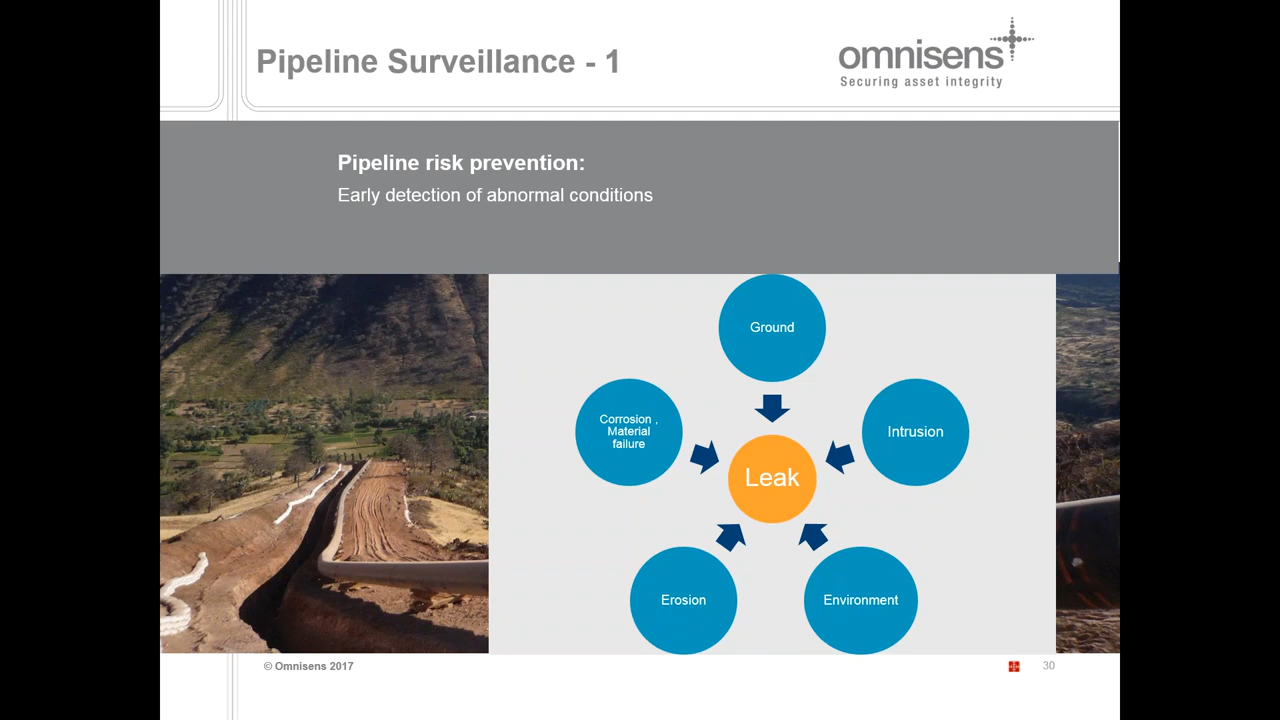 Pipeline Surveillance - 1
omnisens
Securing asset integrity
Pipeline risk prevention:
Early detection of abnormal conditions
Ground
Corrosion ,
Material
failure
Intrusion
Leak
Erosion
Environment
© Omnisens 2017
30